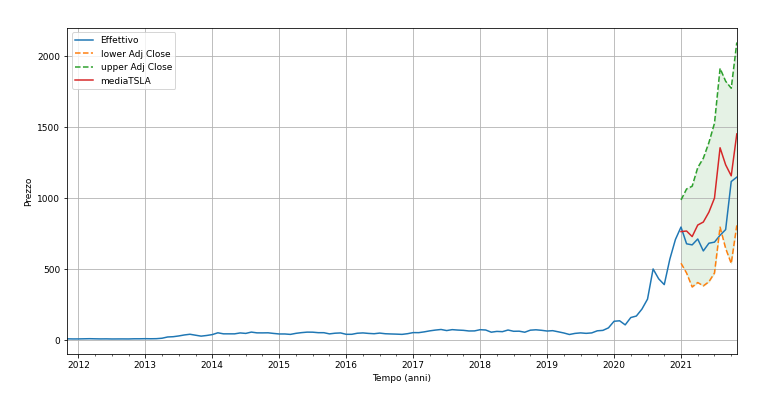 Effettivo
lower Adj Close
upper Adj Close
mediaTSLA
2000
1500
1000
500
0
Prezzo
2012 2013 2014 2015 2016 2017 2018 2019 2020 2021
Tempo (anni)